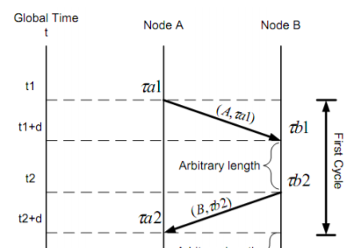 Global Time
t
Node A
Node B
t1
τa1
(A, τa1)
t1+d
τb1
Arbitrary length
First Cycle
t2
τb2
(B, τb2)
t2+d
τa2